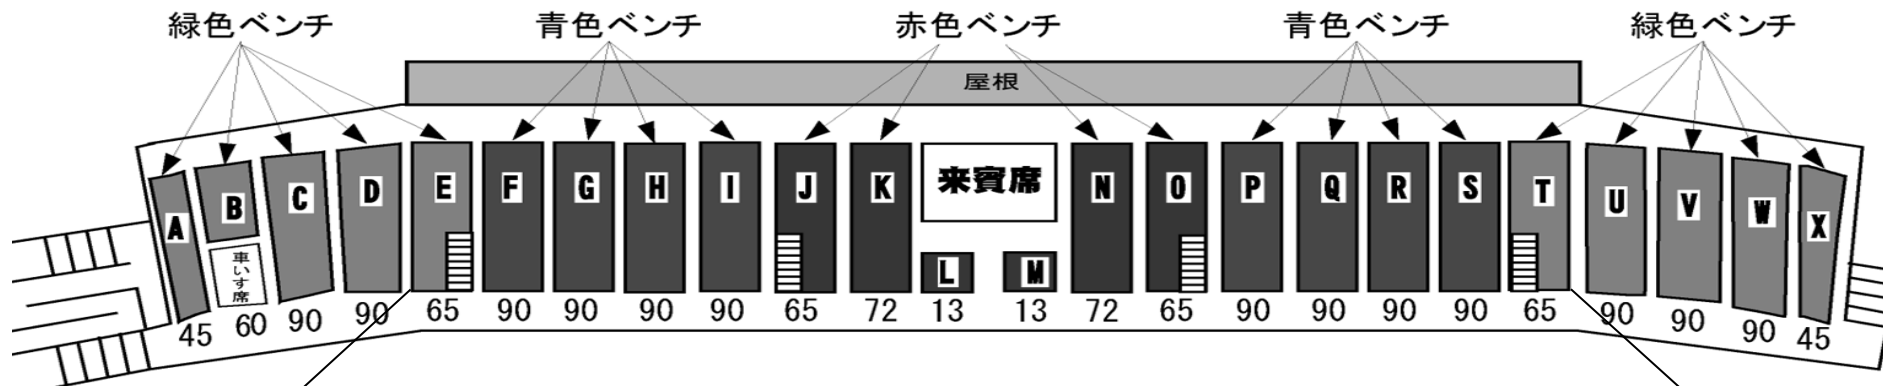 緑色ベンチ 青色ベンチ 赤色ベンチ 青色ベンチ 緑色ベンチ
屋根
A B C D E F G H I J K 来賓席 N O P Q R S T U V W X
車いす席 L M
45 60 90 90 65 90 90 90 90 65 72 13 13 72 65 90 90 90 90 65 90 90 90 45